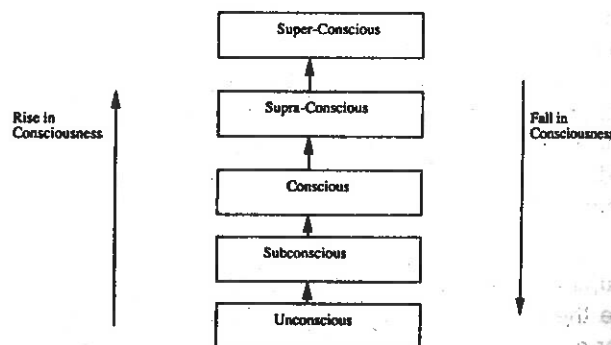 Super-Conscious
Supra-Conscious
Rise in
Consciousness
Fall in
Consciousness
Conscious
Subconscious
Unconscious